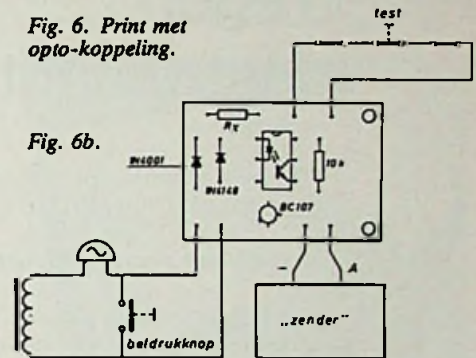 Fig. 6. Print met
opto-koppeling.
test
Fig. 6b.
Rx
1N4001
1N4148
10k
BC107
–
A
„zender”
beldrukknop